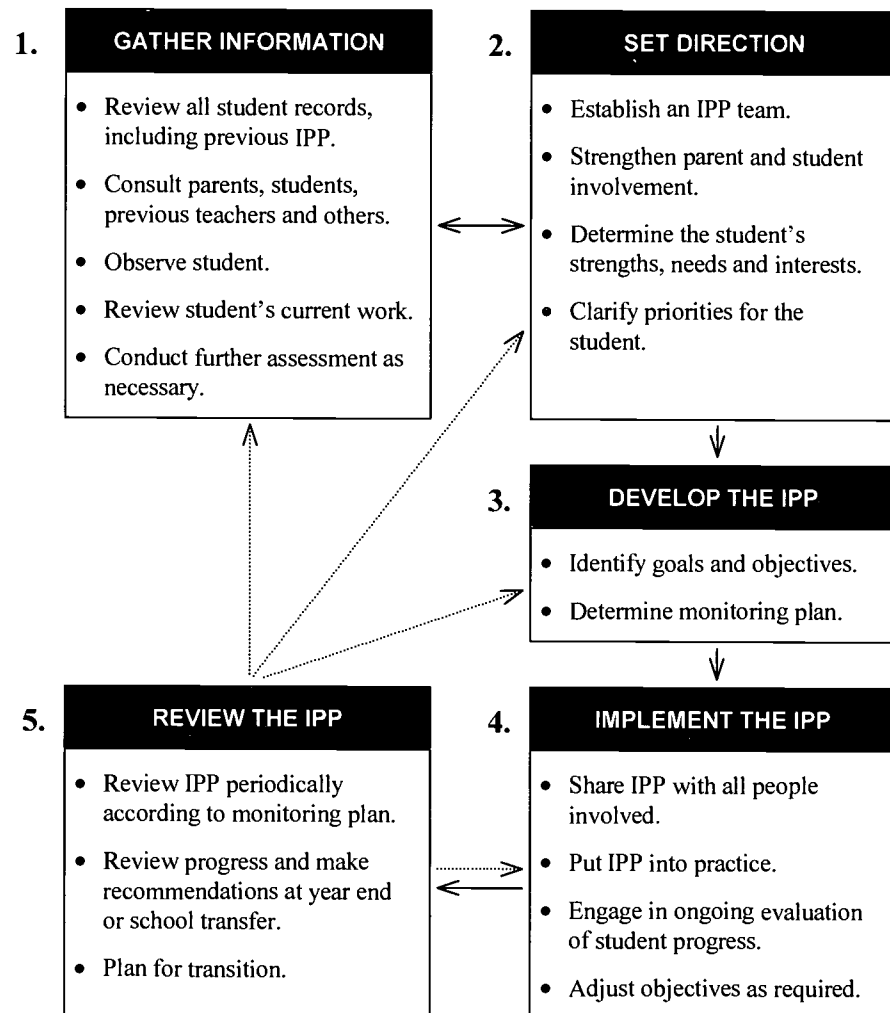 1.
GATHER INFORMATION
• Review all student records,
including previous IPP.
• Consult parents, students,
previous teachers and others.
• Observe student.
• Review student's current work.
• Conduct further assessment as
necessary.
2.
SET DIRECTION
• Establish an IPP team.
• Strengthen parent and student
involvement.
• Determine the student's
strengths, needs and interests.
• Clarify priorities for the
student.
3.
DEVELOP THE IPP
• Identify goals and objectives.
• Determine monitoring plan.
4.
IMPLEMENT THE IPP
• Share IPP with all people
involved.
• Put IPP into practice.
• Engage in ongoing evaluation
of student progress.
• Adjust objectives as required.
5.
REVIEW THE IPP
• Review IPP periodically
according to monitoring plan.
• Review progress and make
recommendations at year end
or school transfer.
• Plan for transition.